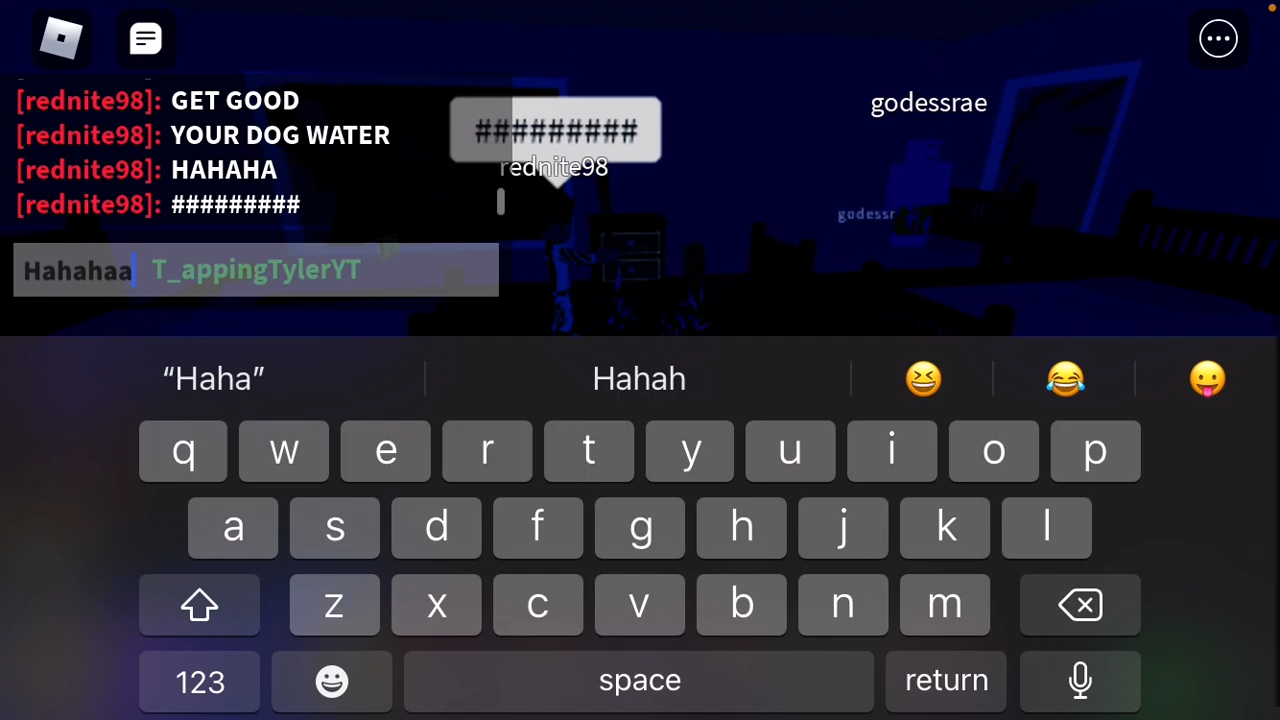 [rednite98]: GET GOOD
[rednite98]: YOUR DOG WATER
[rednite98]: HAHAHA
[rednite98]: #########
#########
rednite98
godessrae
godessr
Hahahaa T_appingTylerYT
“Haha” Hahah 😆 😂 😛
q w e r t y u i o p
a s d f g h j k l
z x c v b n m
123 space return